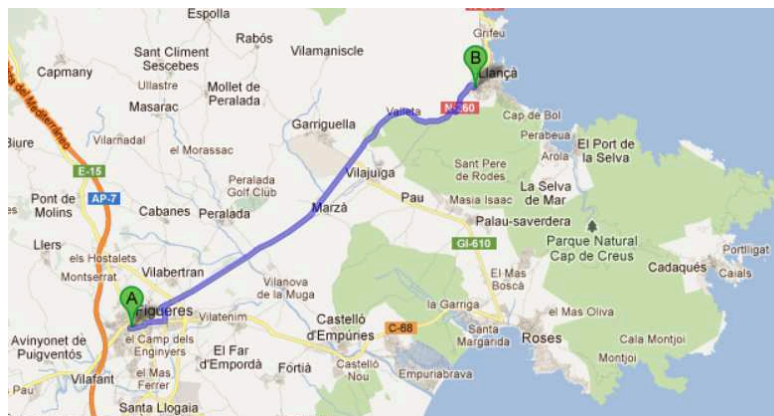 Espolla
Rabós
Grifeu
Sant Climent
Sescebes
Vilamaniscle
Capmany
Ullastre
Mollet de
Peralada
B
Llançà
Masarac
Valleta
N-260
Cap de Bol
Garriguella
Vilarnadal
el Morassac
Perabeua
El Port de
la Selva
Biure
Arola
E-15
Vilajuïga
Sant Pere
de Rodes
AP-7
Peralada
Golf Club
La Selva
de Mar
Pont de
Molins
Pau
Masia Isaac
Cabanes
Peralada
Marzà
Palau-saverdera
Parque Natural
Cap de Creus
Llers
GI-610
Portlligat
els Hostalets
Cadaqués
Caials
Montserrat
Vilabertran
El Mas
Boscà
Vilanova
de la Muga
A
Figueres
la Garriga
el Mas Oliva
Vilatenim
Castelló
d'Empúries
C-68
Santa
Margarida
Roses
Cala Montjoi
Avinyonet de
Puigventós
el Camp dels
Enginyers
El Far
d'Empordà
Montjoi
Fortià
Castelló
Nou
Empuriabrava
el Mas
Ferrer
Vilafant
s Pau
Santa Llogaia